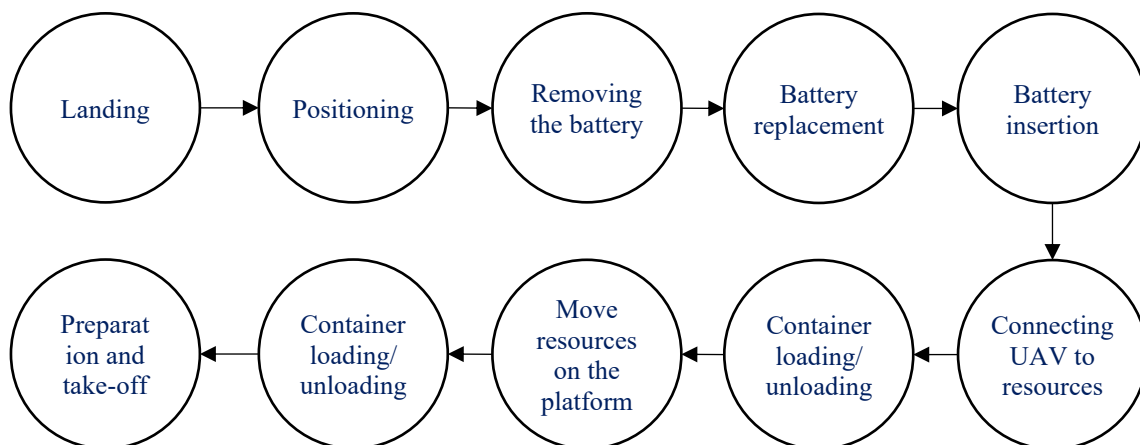 Landing
Positioning
Removing
the battery
Battery
replacement
Battery
insertion
Preparat
ion and
take-off
Container
loading/
unloading
Move
resources
on the
platform
Container
loading/
unloading
Connecting
UAV to
resources